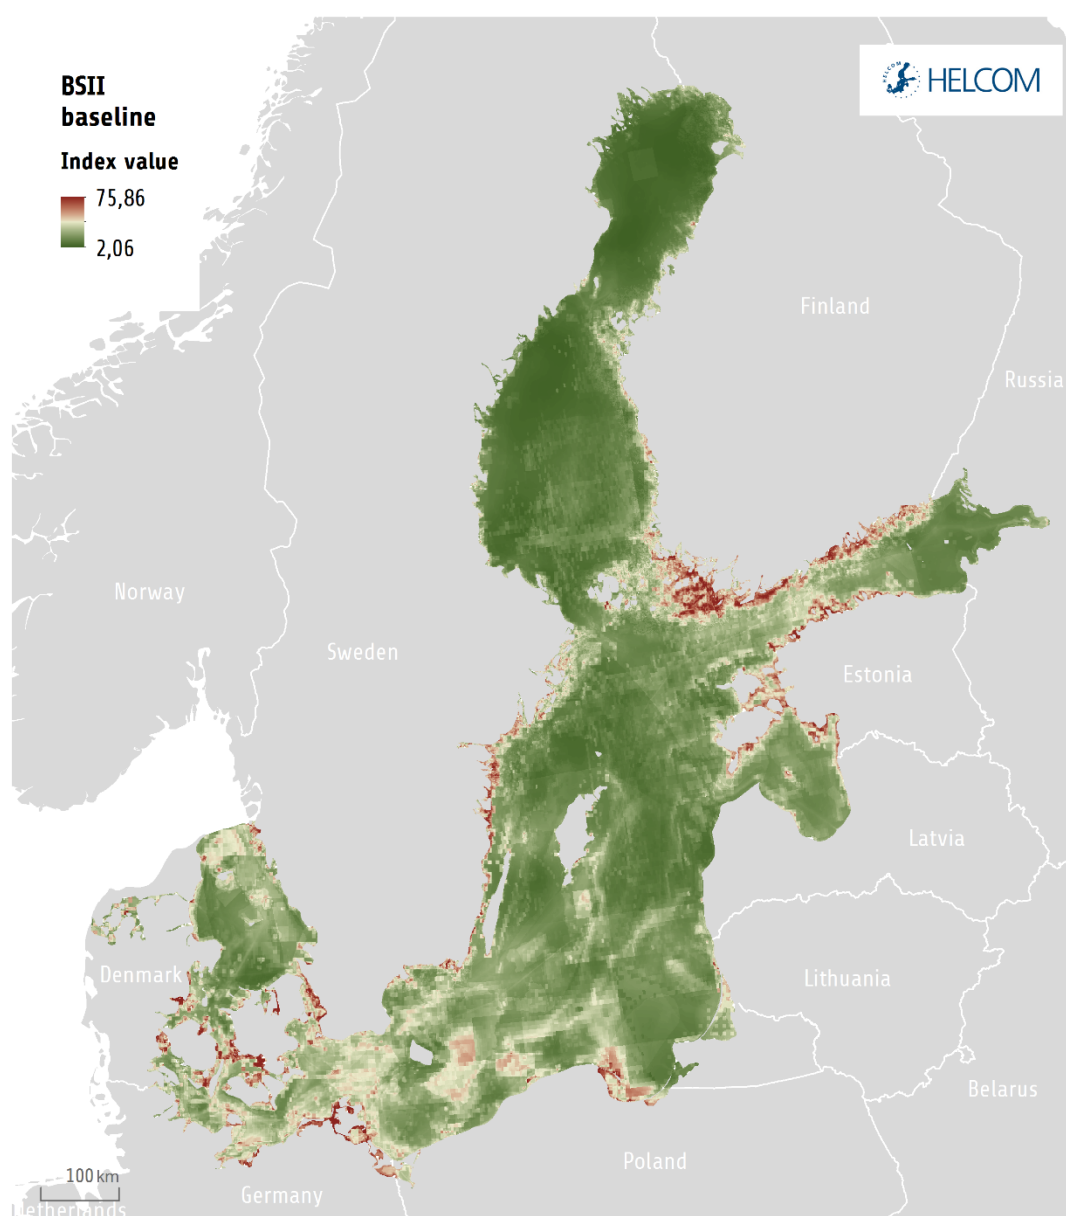 BSII
baseline
Index value
75,86
2,06
HELCOM
HELCOM
Finland
Russia
Norway
Sweden
Estonia
Latvia
Denmark
Lithuania
Belarus
Poland
100 km
Germany
Netherlands